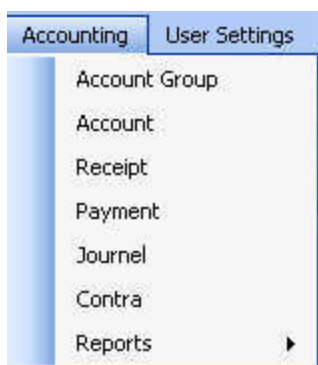 Accounting User Settings
Account Group
Account
Receipt
Payment
Journel
Contra
Reports